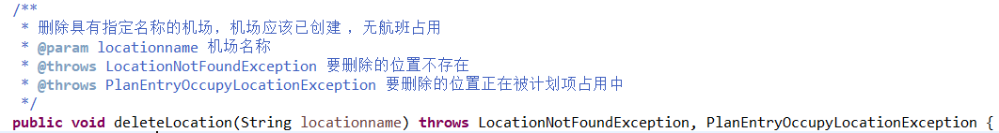 /**
* 删除具有指定名称的机场，机场应该已创建 ，无航班占用
* @param locationname 机场名称
* @throws LocationNotFoundException 要删除的位置不存在
* @throws PlanEntryOccupyLocationException 要删除的位置正在被计划项占用中
*/
public void deleteLocation(String locationname) throws LocationNotFoundException, PlanEntryOccupyLocationException {